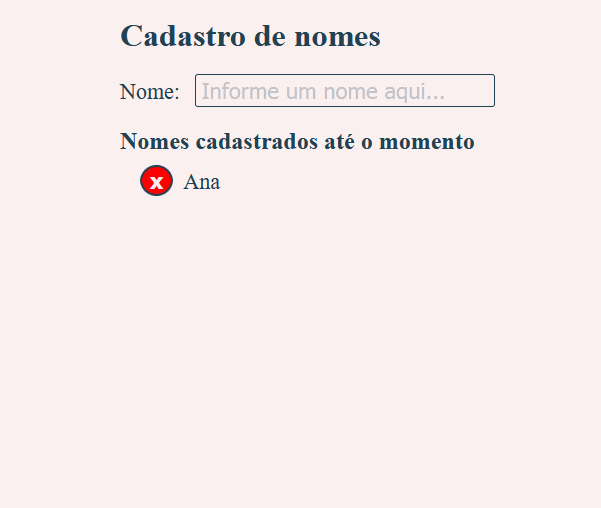 Cadastro de nomes
Nome: Informe um nome aqui...
Nomes cadastrados até o momento
x Ana